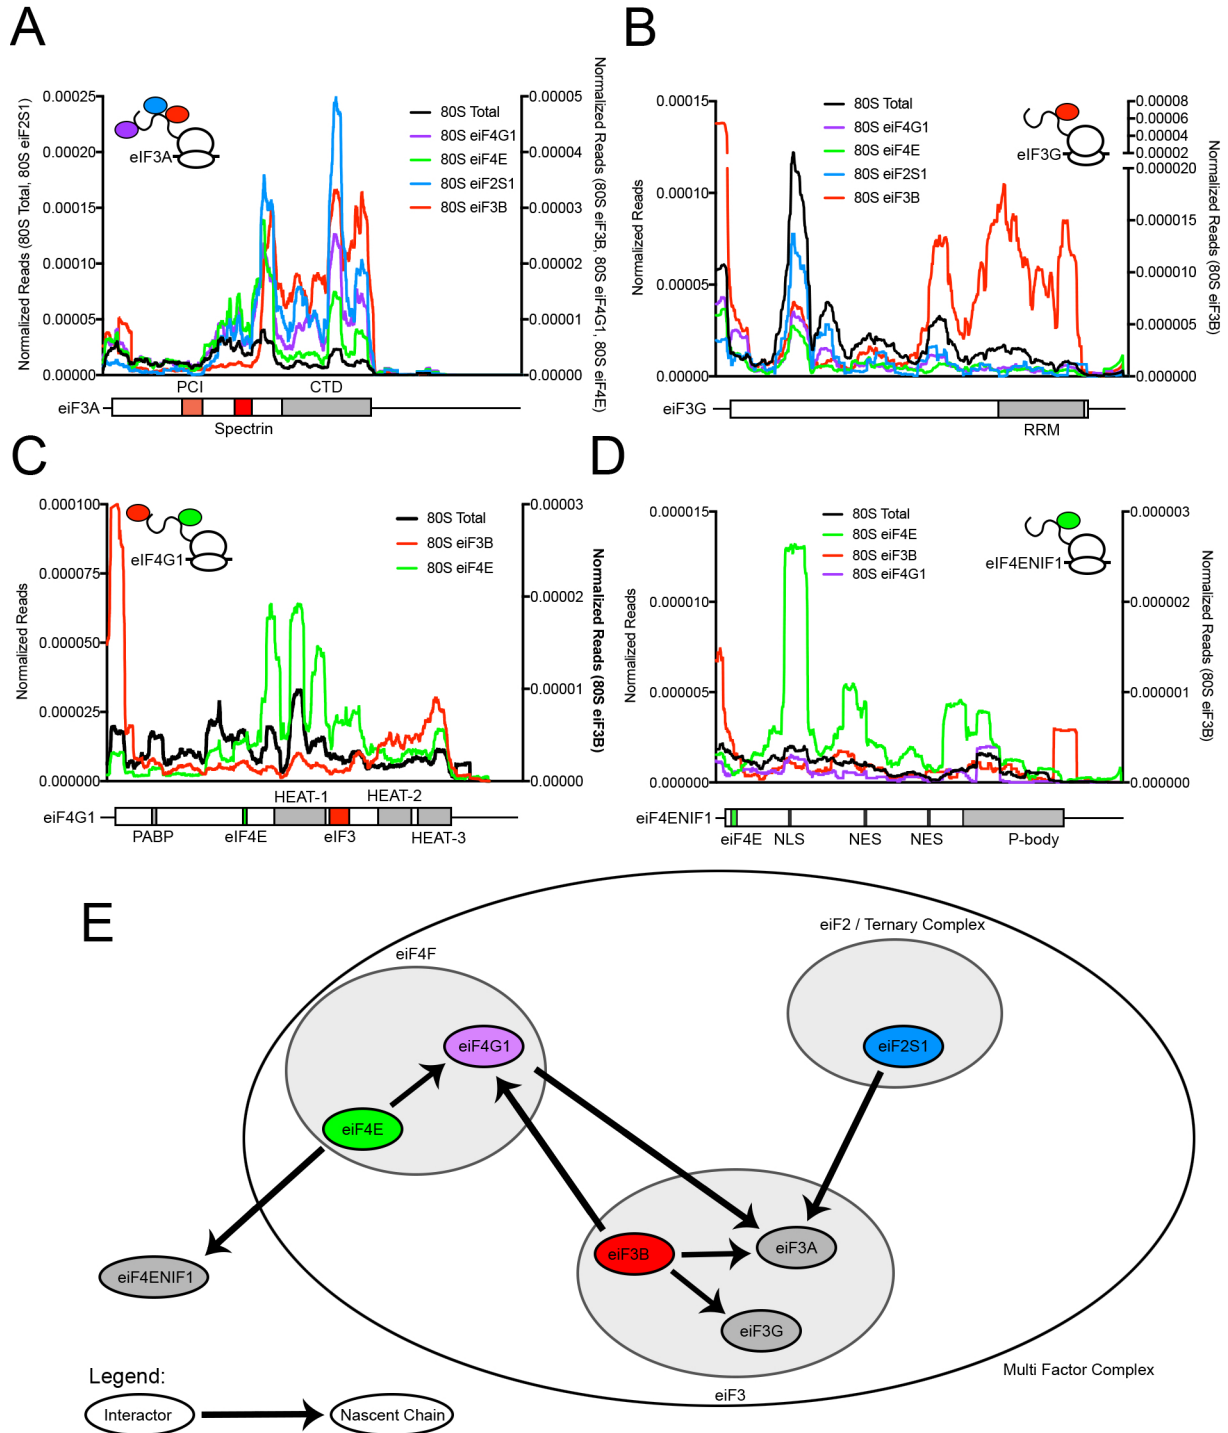 A
Normalized Reads (80S Total, 80S eiF2S1)
0.00025
0.00020
0.00015
0.00010
0.00005
0.00000
eIF3A
80S Total
80S eiF4G1
80S eiF4E
80S eiF2S1
80S eiF3B
0.00005
0.00004
0.00003
0.00002
0.00001
0.00000
Normalized Reads (80S eiF3B, 80S eiF4G1, 80S eiF4E)
PCI
CTD
eiF3A
Spectrin
B
Normalized Reads
0.00015
0.00010
0.00005
0.00000
80S Total
80S eiF4G1
80S eiF4E
80S eiF2S1
80S eiF3B
eIF3G
0.00008
0.00006
0.00004
0.00002
0.000020
0.000015
0.000010
0.000005
0.000000
Normalized Reads (80S eiF3B)
eiF3G
RRM
C
Normalized Reads
0.000100
0.000075
0.000050
0.000025
0.000000
eIF4G1
80S Total
80S eiF3B
80S eiF4E
0.00003
0.00002
0.00001
0.00000
Normalized Reads (80S eiF3B)
HEAT-1
HEAT-2
eiF4G1
PABP
eIF4E
eIF3
HEAT-3
D
Normalized Reads
0.000015
0.000010
0.000005
0.000000
80S Total
80S eiF4E
80S eiF3B
80S eiF4G1
eIF4ENIF1
0.000003
0.000002
0.000001
0.000000
Normalized Reads (80S eiF3B)
eiF4ENIF1
eiF4E
NLS
NES
NES
P-body
E
eiF4F
eiF2 / Ternary Complex
eiF4G1
eiF2S1
eiF4E
eiF3B
eiF3A
eiF4ENIF1
eiF3G
Multi Factor Complex
eiF3
Legend:
Interactor
Nascent Chain